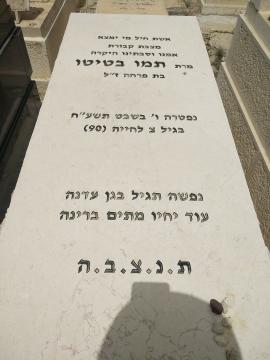 אשת חיל מי ימצא
מצבת קבורת
אמנו וסבתנו היקרה
מרת תמו בטיטו
בת פרחה ז"ל
נפטרה ו' בשבט תשע"ח
בגיל צ לחייה (90)
נפשה תגיל בגן עדנה
עוד יחיו מתים ברינה
ת.נ.צ.ב.ה